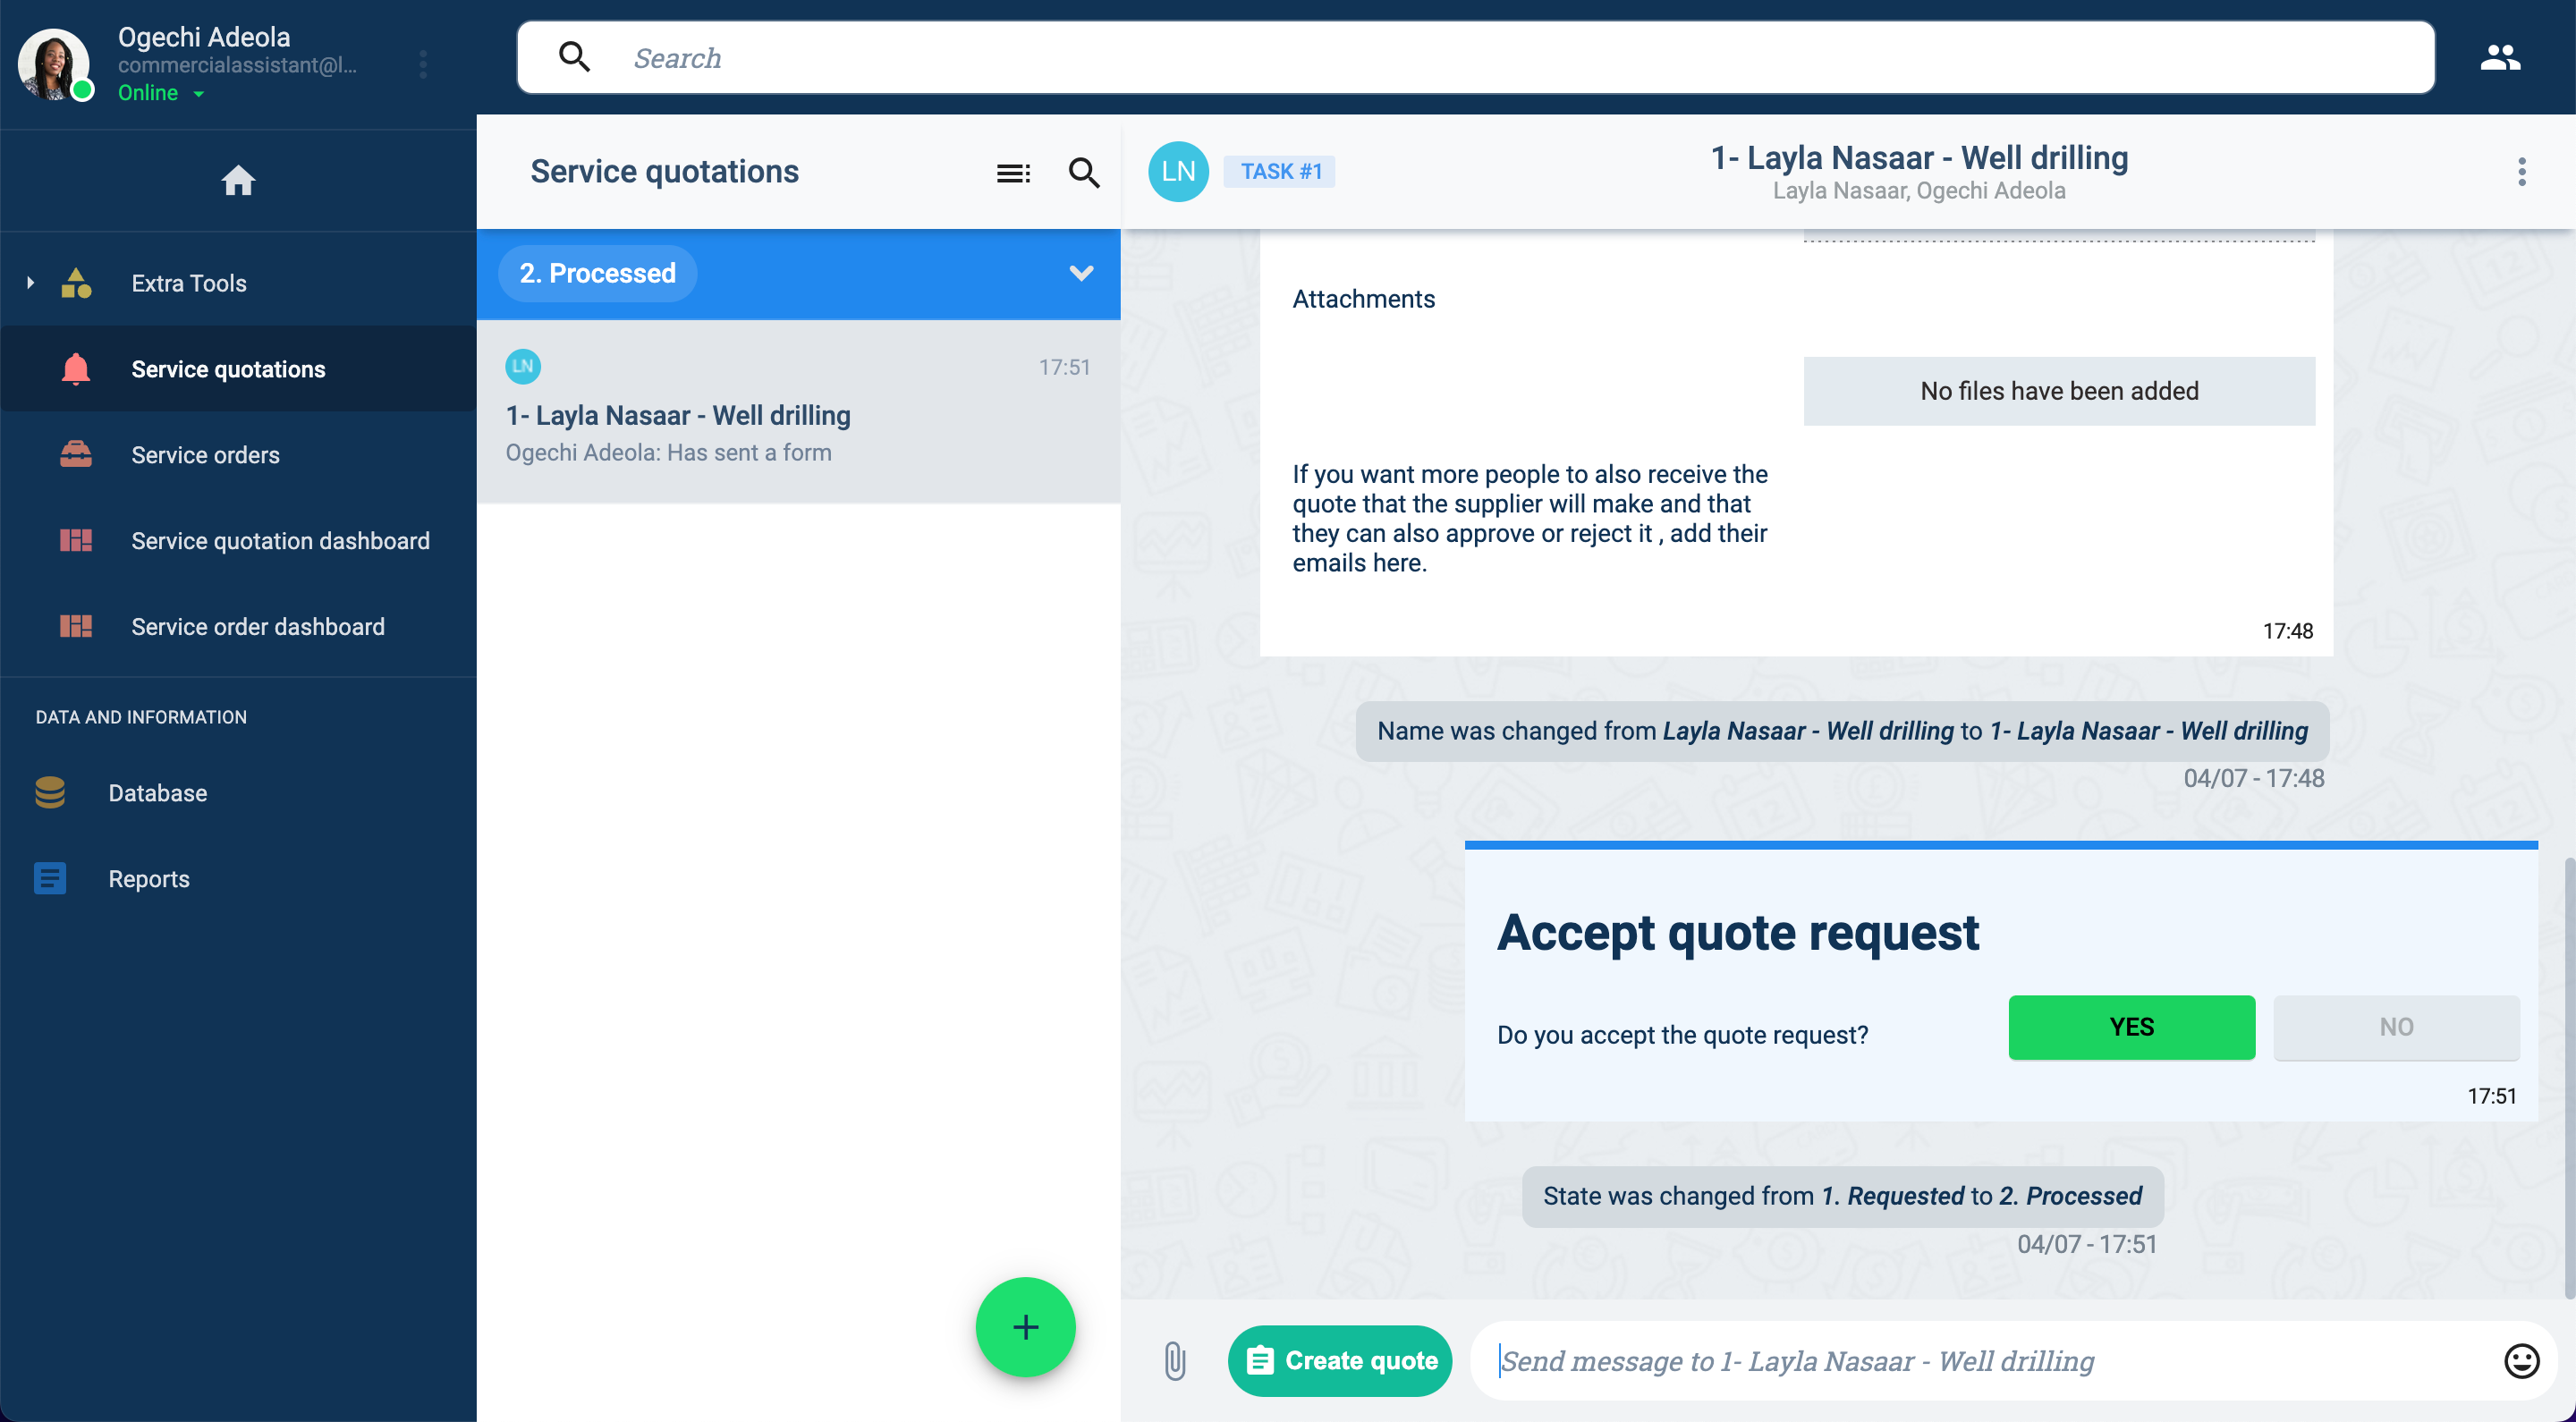 Ogechi Adeola
commercialassistant@l...
Online
Search
Extra Tools
Service quotations
Service orders
Service quotation dashboard
Service order dashboard
DATA AND INFORMATION
Database
Reports
Service quotations
2. Processed
LN
17:51
1- Layla Nasaar - Well drilling
Ogechi Adeola: Has sent a form
+
LN
TASK #1
1- Layla Nasaar - Well drilling
Layla Nasaar, Ogechi Adeola
Attachments
No files have been added
If you want more people to also receive the
quote that the supplier will make and that
they can also approve or reject it , add their
emails here.
17:48
Name was changed from Layla Nasaar - Well drilling to 1- Layla Nasaar - Well drilling
04/07 - 17:48
Accept quote request
Do you accept the quote request?
YES
NO
17:51
State was changed from 1. Requested to 2. Processed
04/07 - 17:51
Create quote
Send message to 1- Layla Nasaar - Well drilling